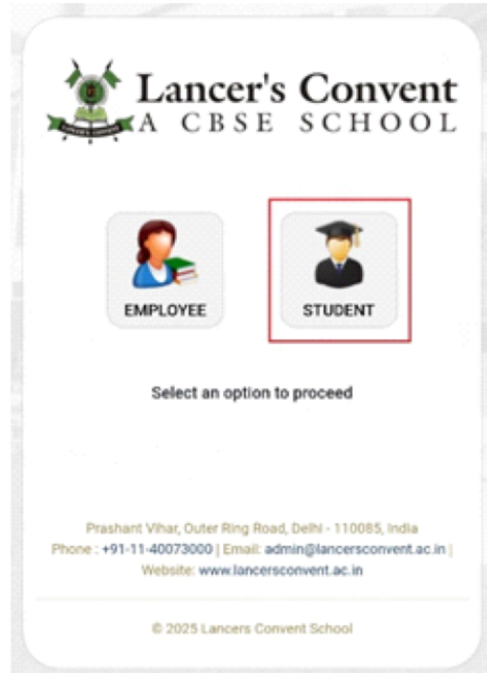 Lancer's Convent
A CBSE SCHOOL
EMPLOYEE
STUDENT
Select an option to proceed
Prashant Vihar, Outer Ring Road, Delhi - 110085, India
Phone : +91-11-40073000 | Email: admin@lancersconvent.ac.in |
Website: www.lancersconvent.ac.in
© 2025 Lancers Convent School